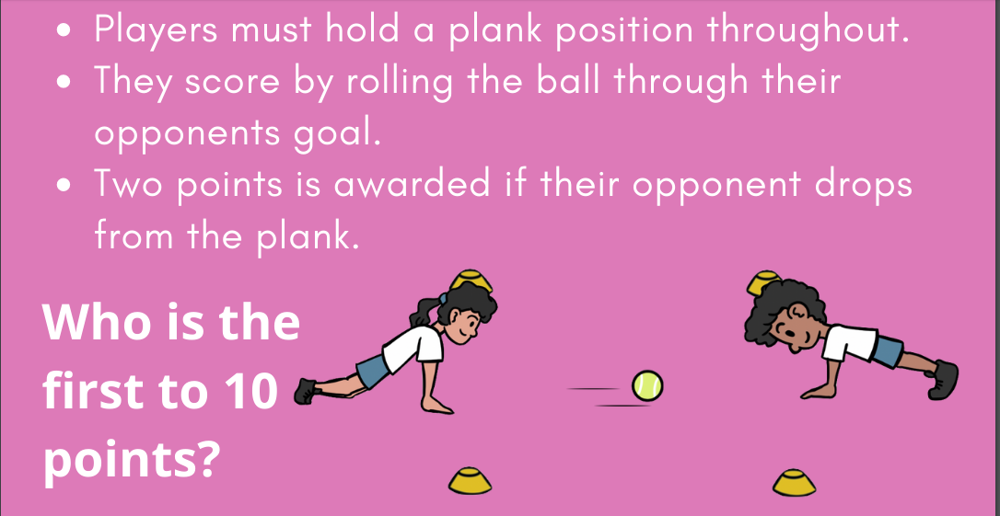 • Players must hold a plank position throughout.
• They score by rolling the ball through their
opponents goal.
• Two points is awarded if their opponent drops
from the plank.
Who is the
first to 10
points?